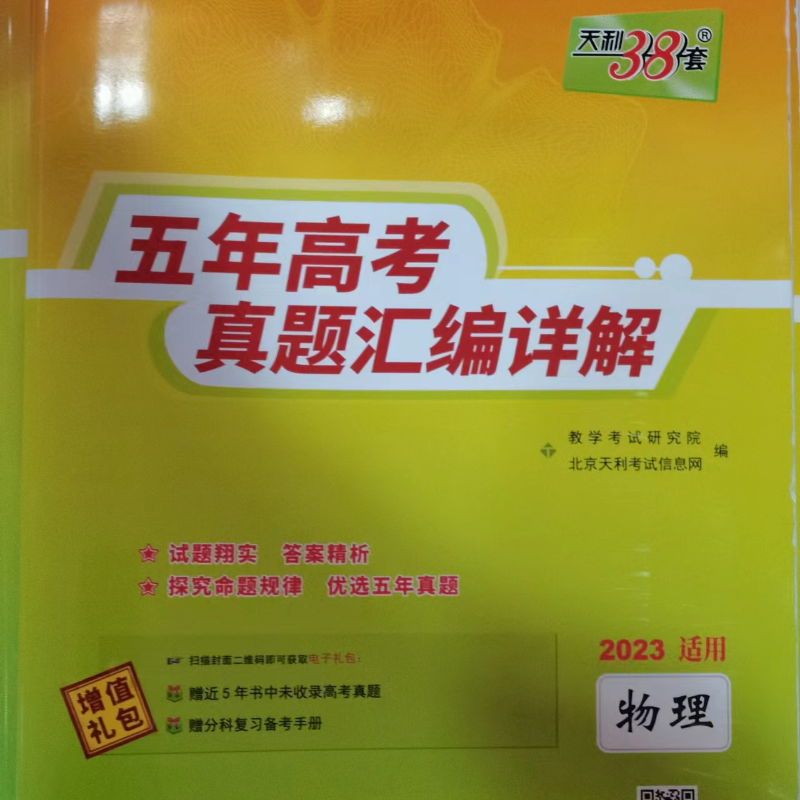 天利38套®
五年高考
真题汇编详解
教学考试研究院
北京天利考试信息网
编
试题翔实 答案精析
探究命题规律 优选五年真题
扫描封面二维码即可获取电子礼包：
赠近5年书中未收录高考真题
赠分科复习备考手册
增值
礼包
2023 适用
物理